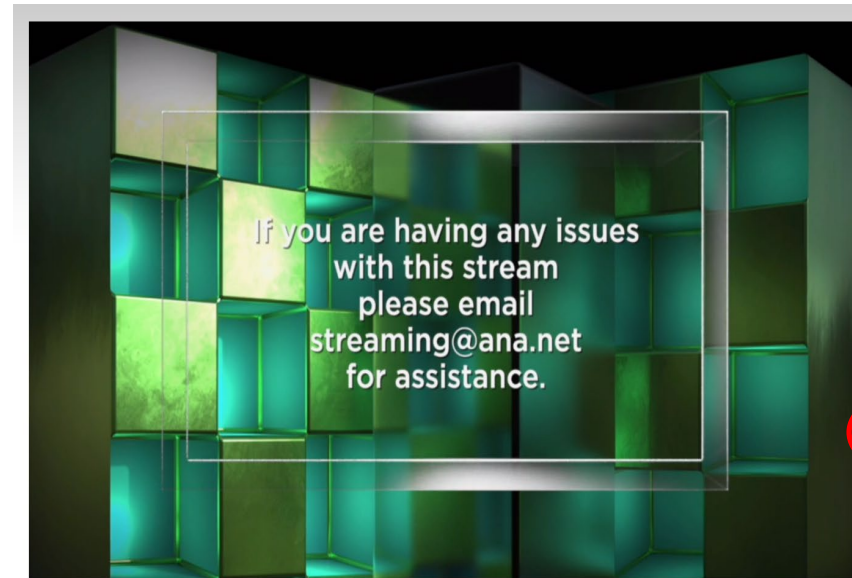 If you are having any issues
with this stream
please email
streaming@ana.net
for assistance.